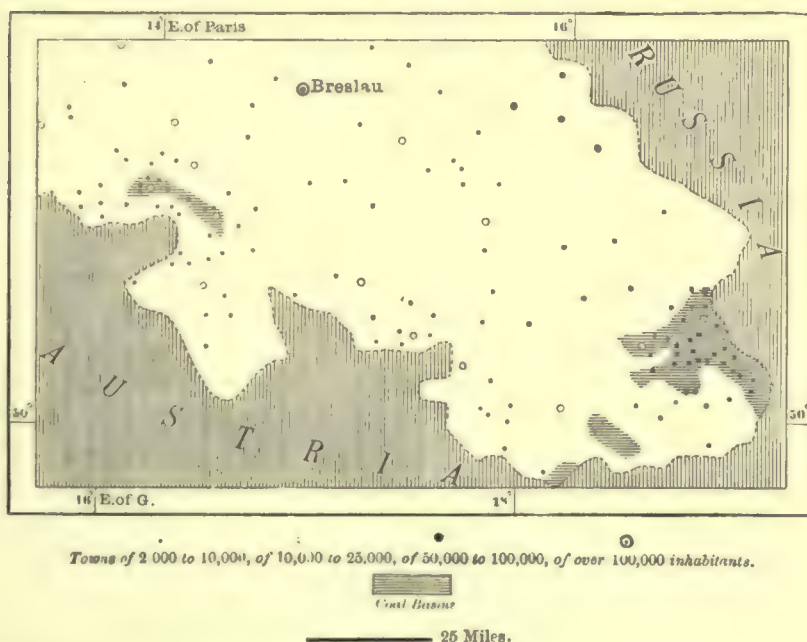 14° E.of Paris
16°
RUSSIA
Breslau
AUSTRIA
50°
50°
16° E.of G.
18°
Towns of 2 000 to 10,000, of 10,000 to 25,000, of 50,000 to 100,000, of over 100,000 inhabitants.
Coal Basins
25 Miles.